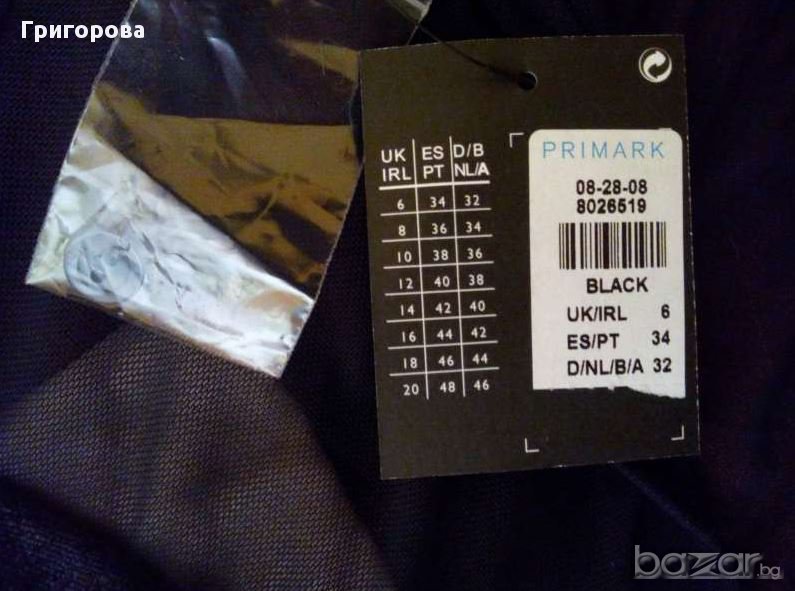 Григорова
UK IRL ES PT D/B NL/A
6 34 32
8 36 34
10 38 36
12 40 38
14 42 40
16 44 42
18 46 44
20 48 46
PRIMARK
08-28-08
8026519
BLACK
UK/IRL 6
ES/PT 34
D/NL/B/A 32
bazar.bg